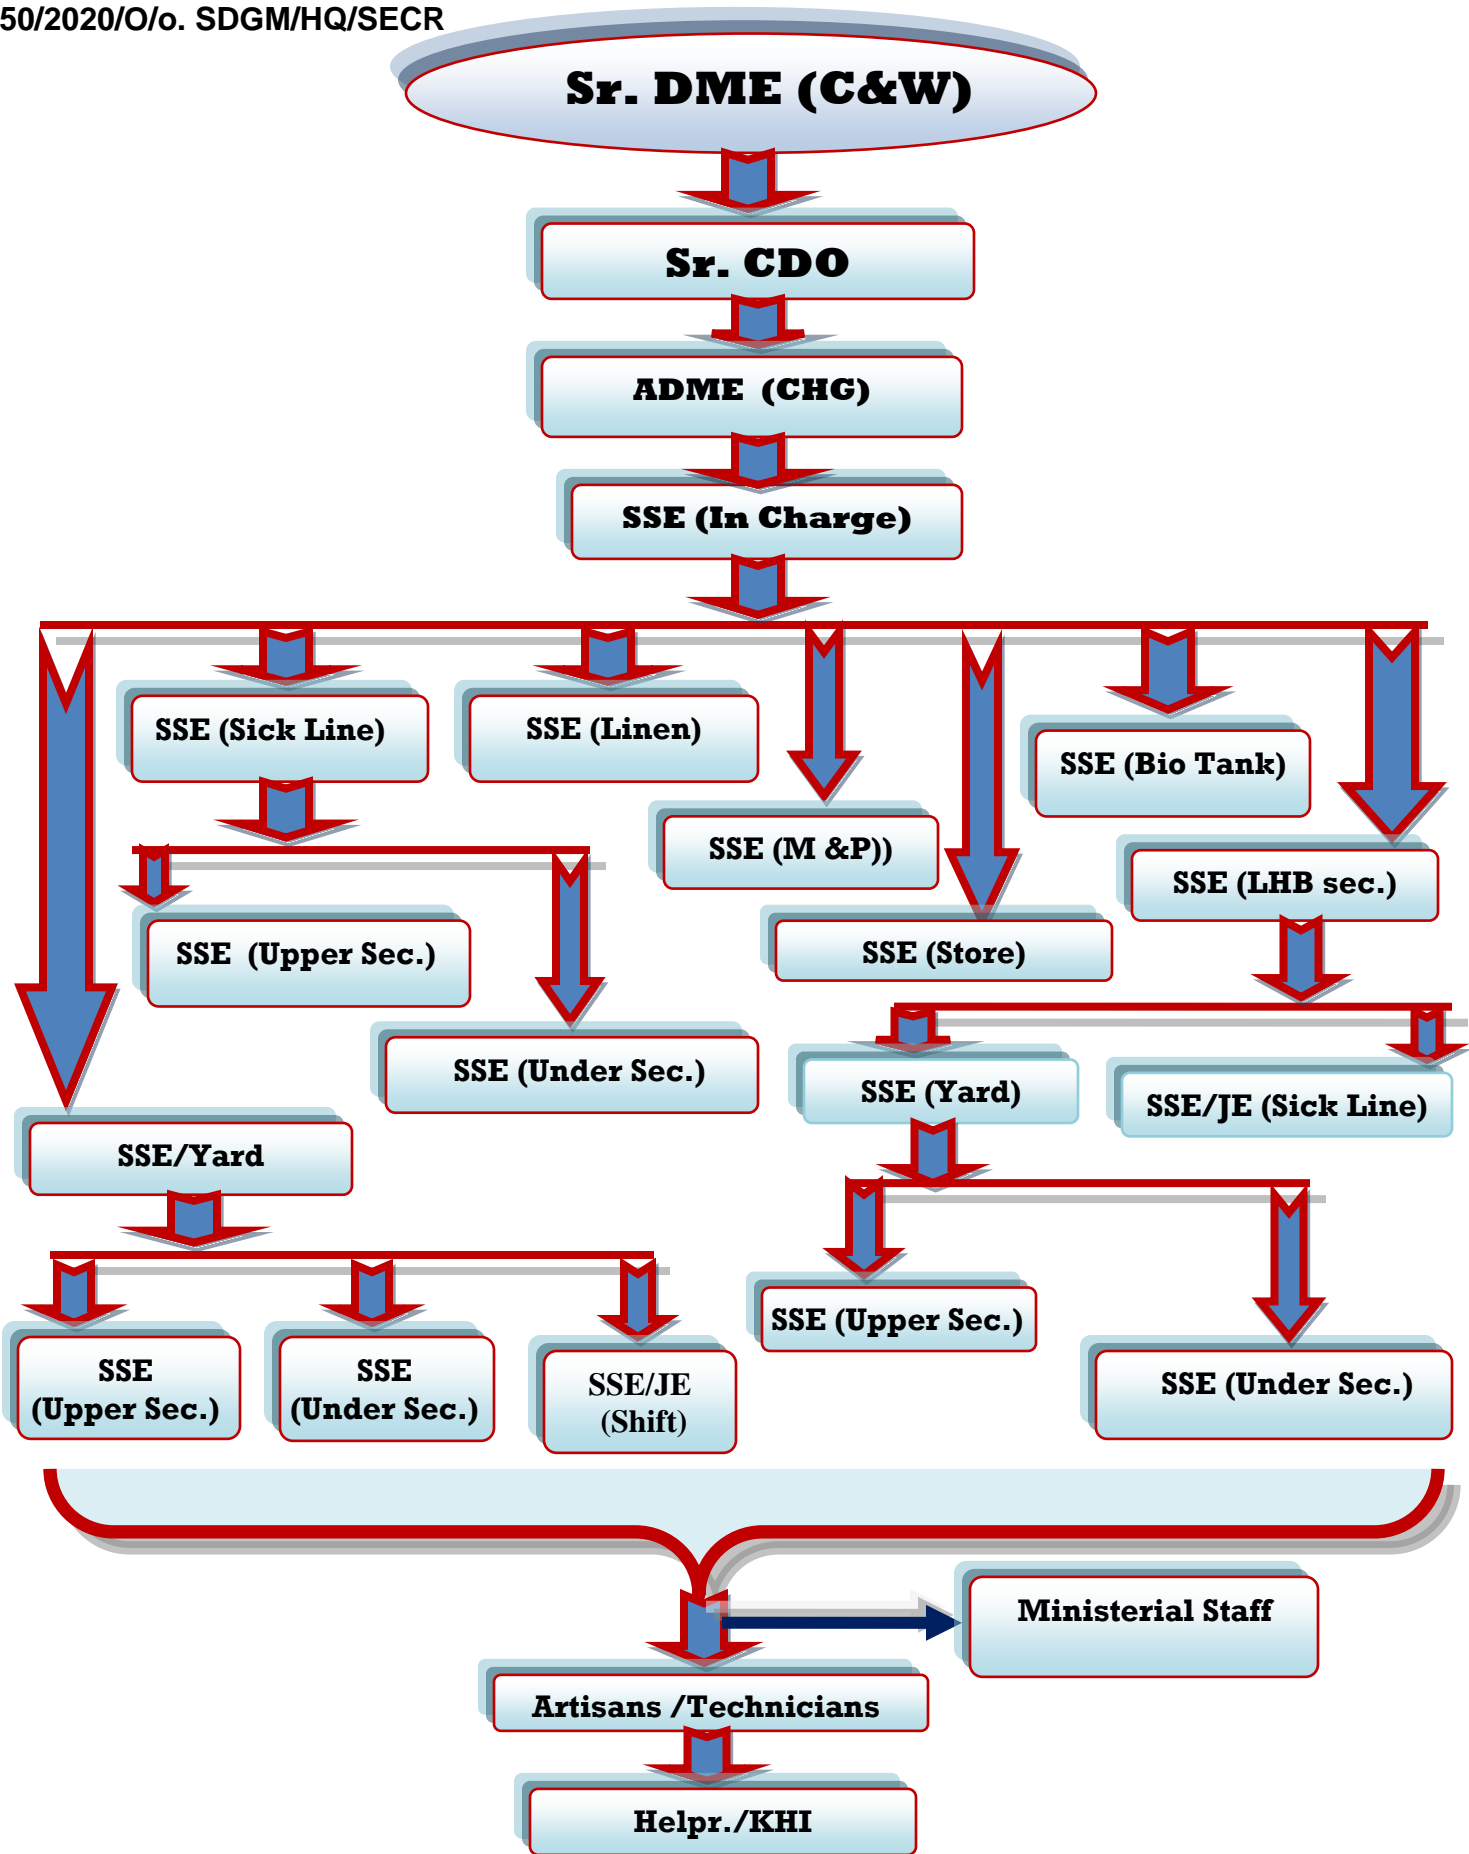 50/2020/O/o. SDGM/HQ/SECR
Sr. DME (C&W)
Sr. CDO
ADME (CHG)
SSE (In Charge)
SSE (Sick Line)
SSE (Linen)
SSE (Bio Tank)
SSE (M &P))
SSE (LHB sec.)
SSE (Upper Sec.)
SSE (Store)
SSE (Under Sec.)
SSE (Yard)
SSE/JE (Sick Line)
SSE/Yard
SSE (Upper Sec.)
SSE
(Upper Sec.)
SSE
(Under Sec.)
SSE/JE
(Shift)
SSE (Under Sec.)
Ministerial Staff
Artisans /Technicians
Helpr./KHI